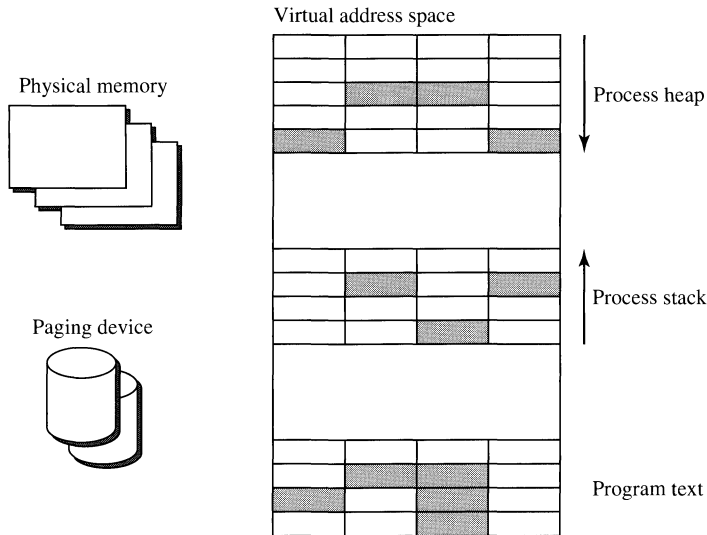 Virtual address space
Physical memory
Process heap
Process stack
Paging device
Program text